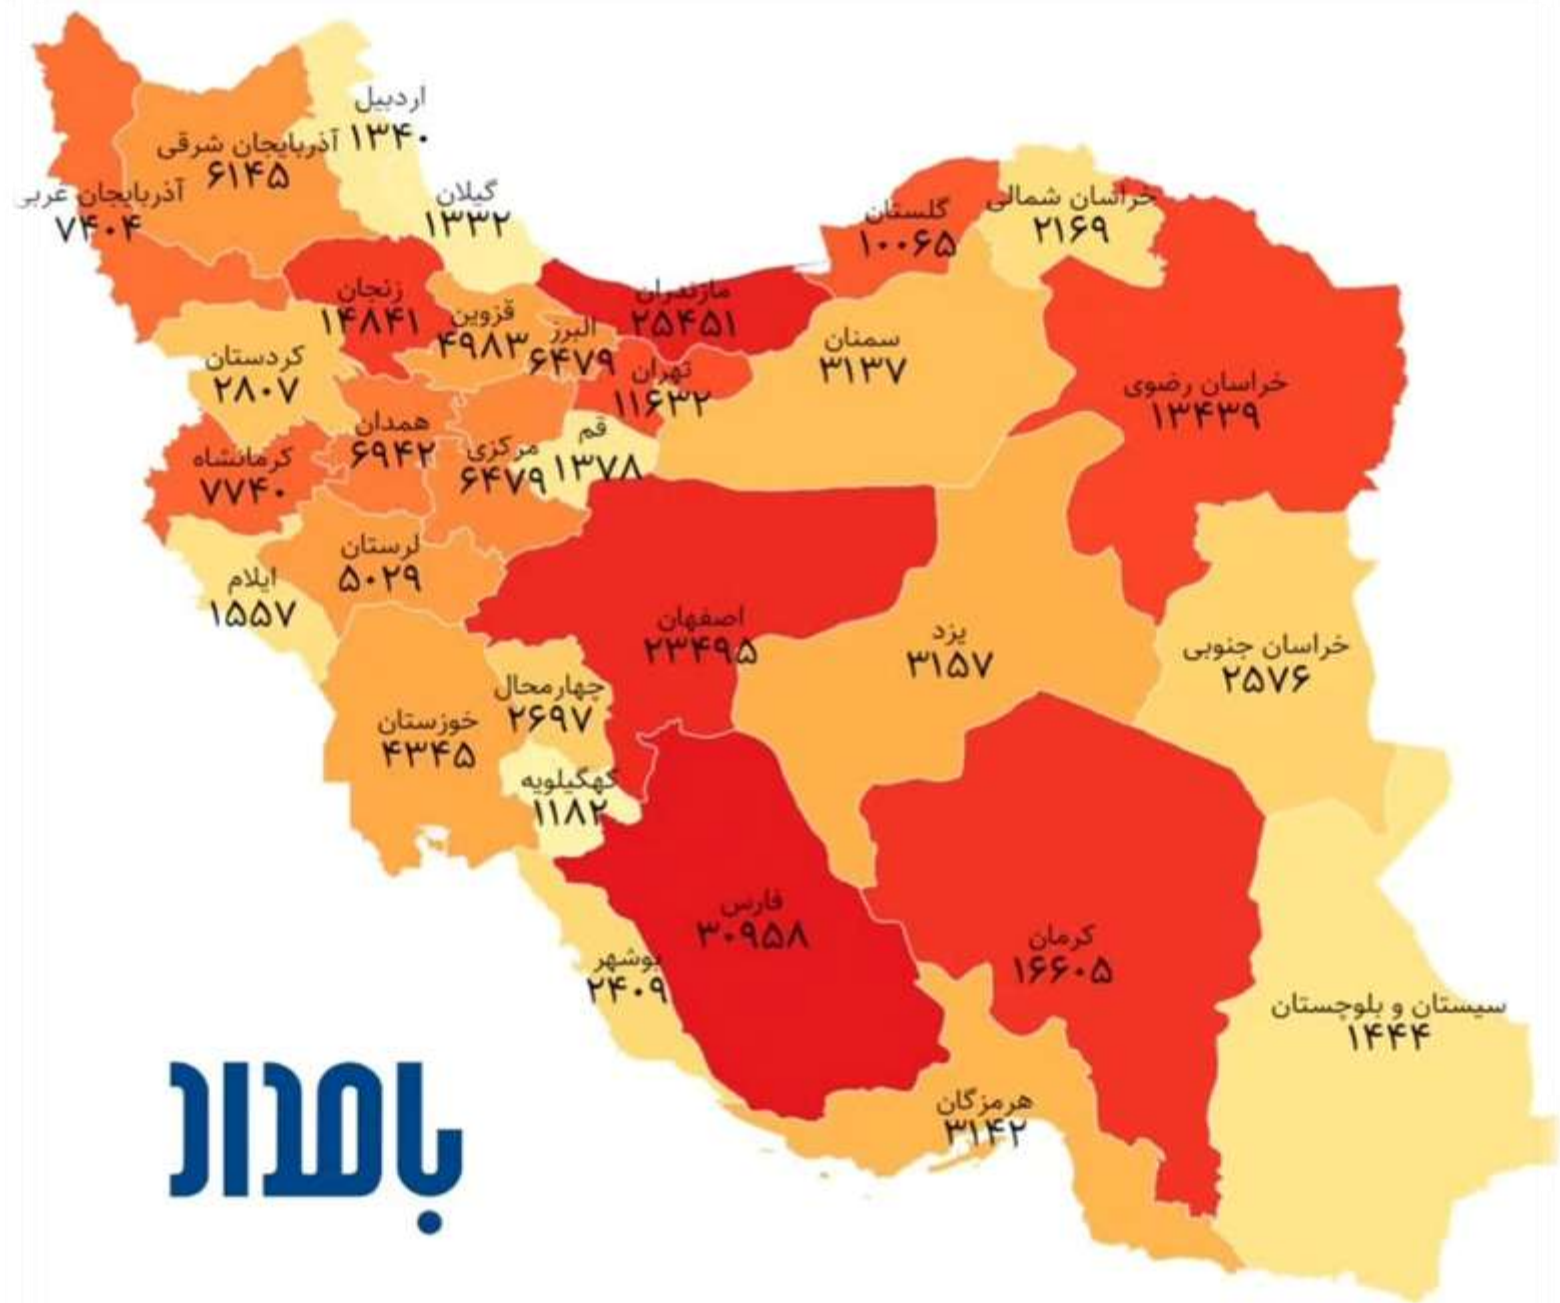 اردبیل
۱۳۴۰
آذربایجان شرقی
۶۱۴۵
آذربایجان غربی
۷۴۰۴
گیلان
۱۳۳۲
خراسان شمالی
۲۱۶۹
گلستان
۱۰۰۶۵
مازندران
۲۵۴۵۱
زنجان
۱۴۸۴۱
قزوین
۴۹۸۳
البرز
۶۴۷۹
سمنان
۳۱۳۷
تهران
۱۱۶۳۲
خراسان رضوی
۱۳۴۳۹
کردستان
۲۸۰۷
همدان
۶۹۴۲
قم
۱۳۷۸
مرکزی
۶۴۷۹
کرمانشاه
۷۷۴۰
لرستان
۵۰۲۹
ایلام
۱۵۵۷
اصفهان
۲۳۴۹۵
یزد
۳۱۵۷
خراسان جنوبی
۲۵۷۶
چهارمحال
۲۶۹۷
خوزستان
۴۳۴۵
کهگیلویه
۱۱۸۲
فارس
۳۰۹۵۸
کرمان
۱۶۶۰۵
بوشهر
۲۴۰۹
سیستان و بلوچستان
۱۴۴۴
هرمزگان
۳۱۴۲
بامداد